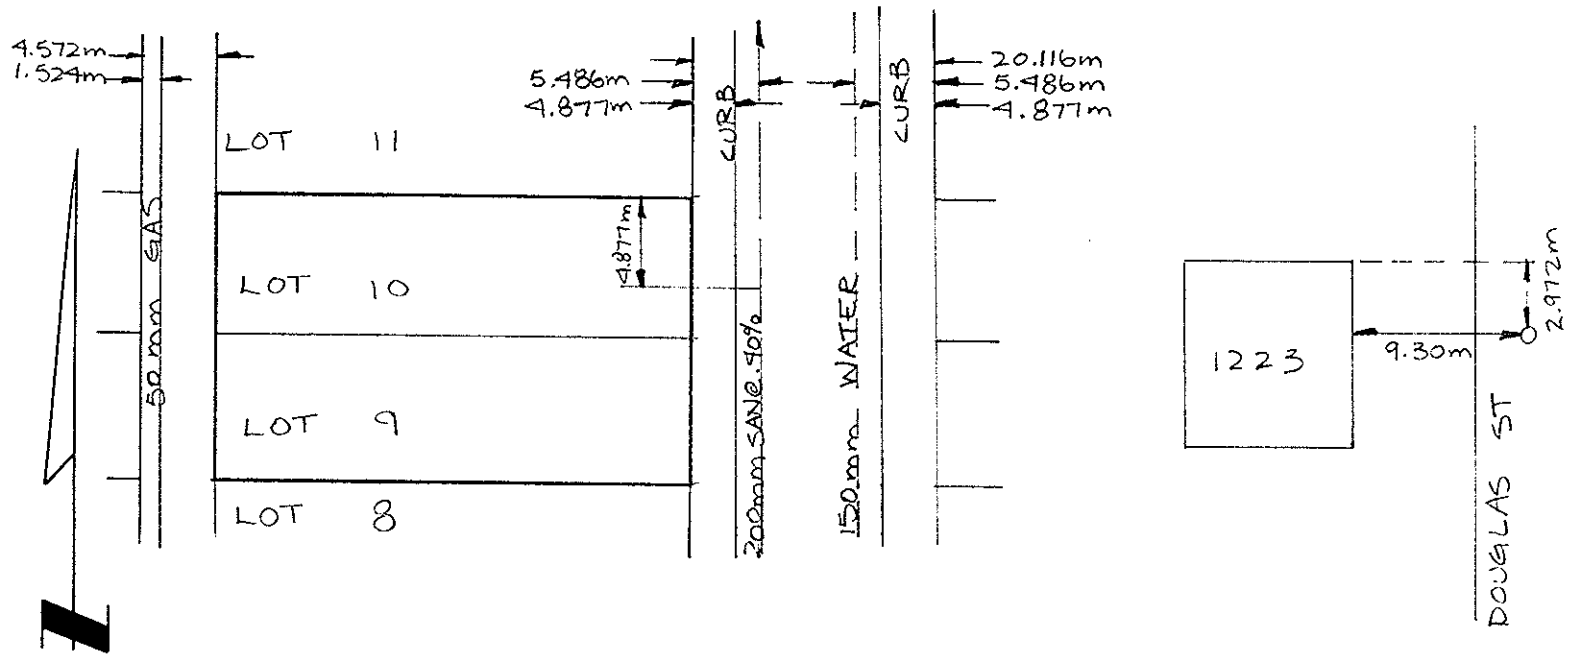 4.572m
1.524m
5.486m
4.877m
20.116m
5.486m
4.877m
CURB
CURB
LOT 11
50mm GAS
4.877m
LOT 10
LOT 9
LOT 8
200mm SAN@.40%
150mm WATER
1223
9.30m
2.972m
DOUGLAS ST
N